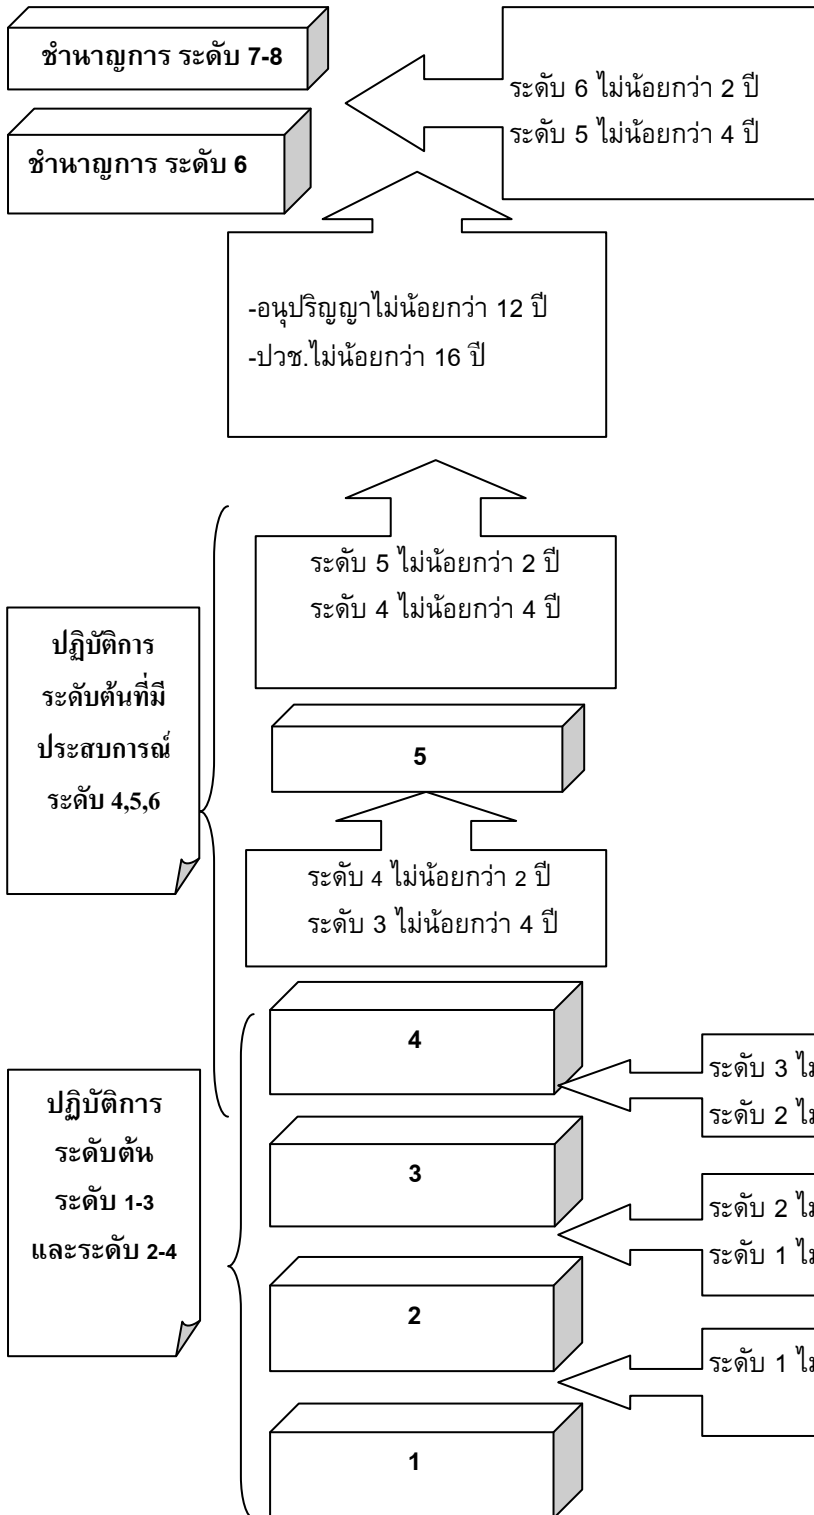 ชำนาญการ ระดับ 7-8
ระดับ 6 ไม่น้อยกว่า 2 ปี
ระดับ 5 ไม่น้อยกว่า 4 ปี
ชำนาญการ ระดับ 6
-อนุปริญญาไม่น้อยกว่า 12 ปี
-ปวช.ไม่น้อยกว่า 16 ปี
ระดับ 5 ไม่น้อยกว่า 2 ปี
ระดับ 4 ไม่น้อยกว่า 4 ปี
ปฏิบัติการ
ระดับต้นที่มี
ประสบการณ์
ระดับ 4,5,6
5
ระดับ 4 ไม่น้อยกว่า 2 ปี
ระดับ 3 ไม่น้อยกว่า 4 ปี
4
ระดับ 3
ระดับ 2
ปฏิบัติการ
ระดับต้น
ระดับ 1-3
และระดับ 2-4
3
ระดับ 2
ระดับ 1
2
ระดับ 1
1